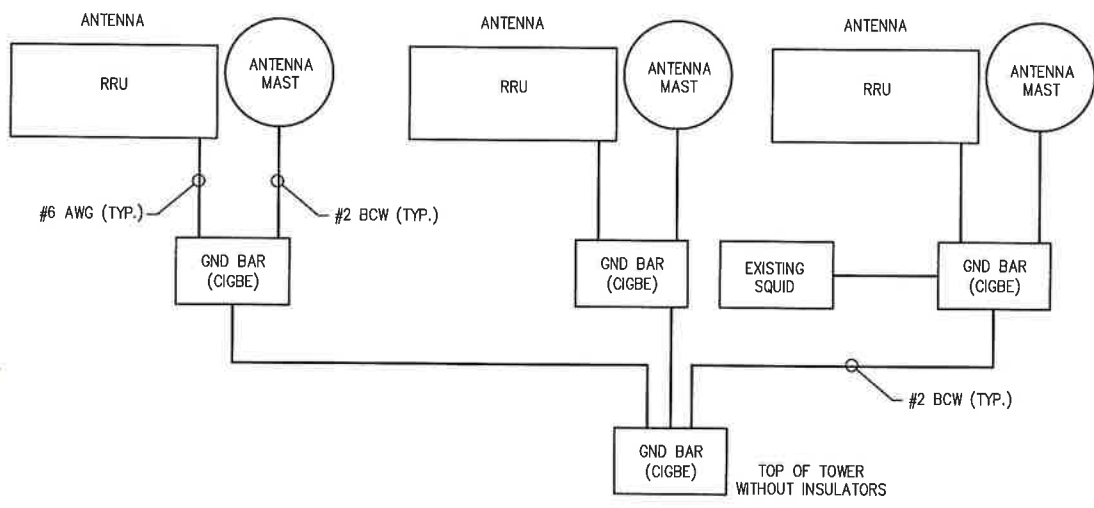 ANTENNA
ANTENNA
ANTENNA
RRU
ANTENNA
MAST
RRU
ANTENNA
MAST
RRU
ANTENNA
MAST
#6 AWG (TYP.)
#2 BCW (TYP.)
GND BAR
(CIGBE)
GND BAR
(CIGBE)
EXISTING
SQUID
GND BAR
(CIGBE)
#2 BCW (TYP.)
GND BAR
(CIGBE)
TOP OF TOWER
WITHOUT INSULATORS